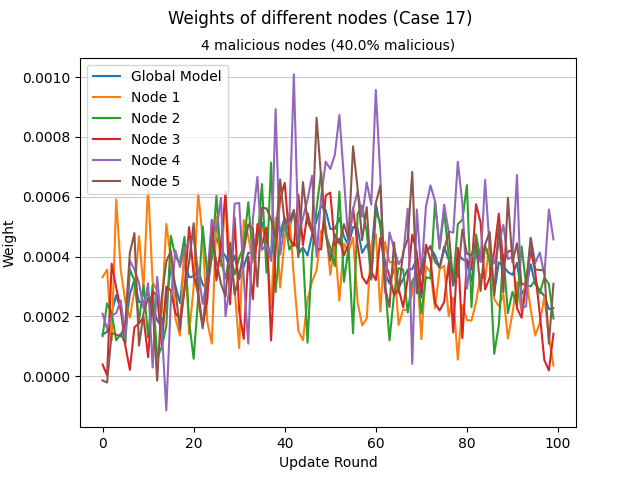 Weights of different nodes (Case 17)
4 malicious nodes (40.0% malicious)
Global Model
Node 1
Node 2
Node 3
Node 4
Node 5
0.0010
0.0008
0.0006
0.0004
0.0002
0.0000
Weight
0 20 40 60 80 100
Update Round